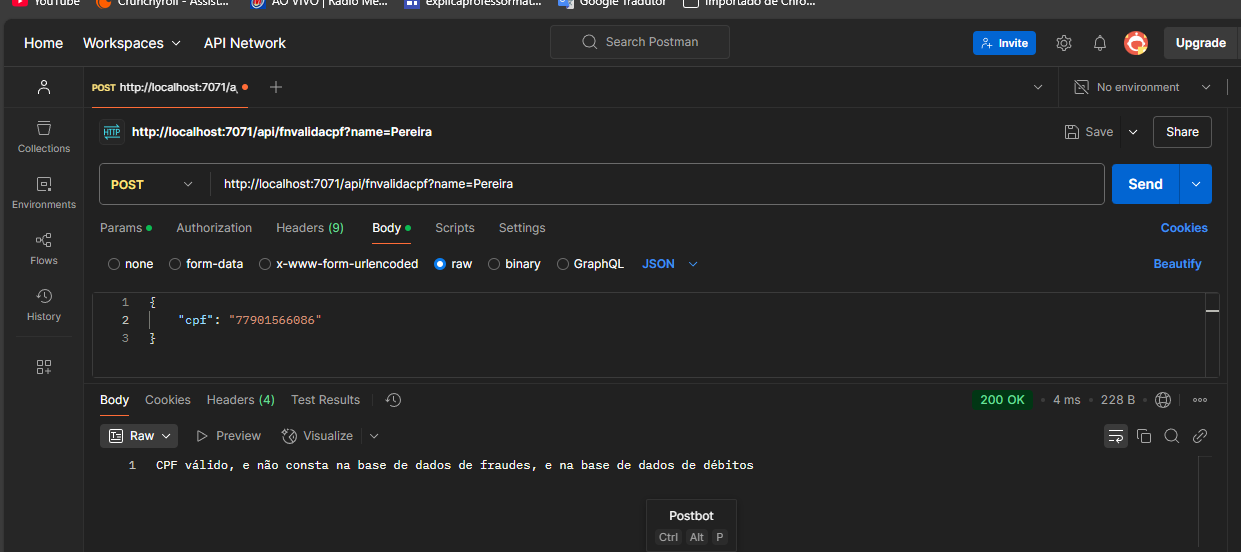 YouTube Crunchyroll - Assist... AO VIVO | Rádio Me... explicaprofessormat... Google Tradutor Importado de Chro...
Home Workspaces API Network Search Postman Invite Upgrade
POST http://localhost:7071/a No environment
HTTP http://localhost:7071/api/fnvalidacpf?name=Pereira Save Share
Collections
POST http://localhost:7071/api/fnvalidacpf?name=Pereira Send
Environments
Params Authorization Headers (9) Body Scripts Settings Cookies
Flows
none form-data x-www-form-urlencoded raw binary GraphQL JSON Beautify
History
1 {
2 "cpf": "77901566086"
3 }
Body Cookies Headers (4) Test Results 200 OK 4 ms 228 B
Raw Preview Visualize
1 CPF válido, e não consta na base de dados de fraudes, e na base de dados de débitos
Postbot
Ctrl Alt P